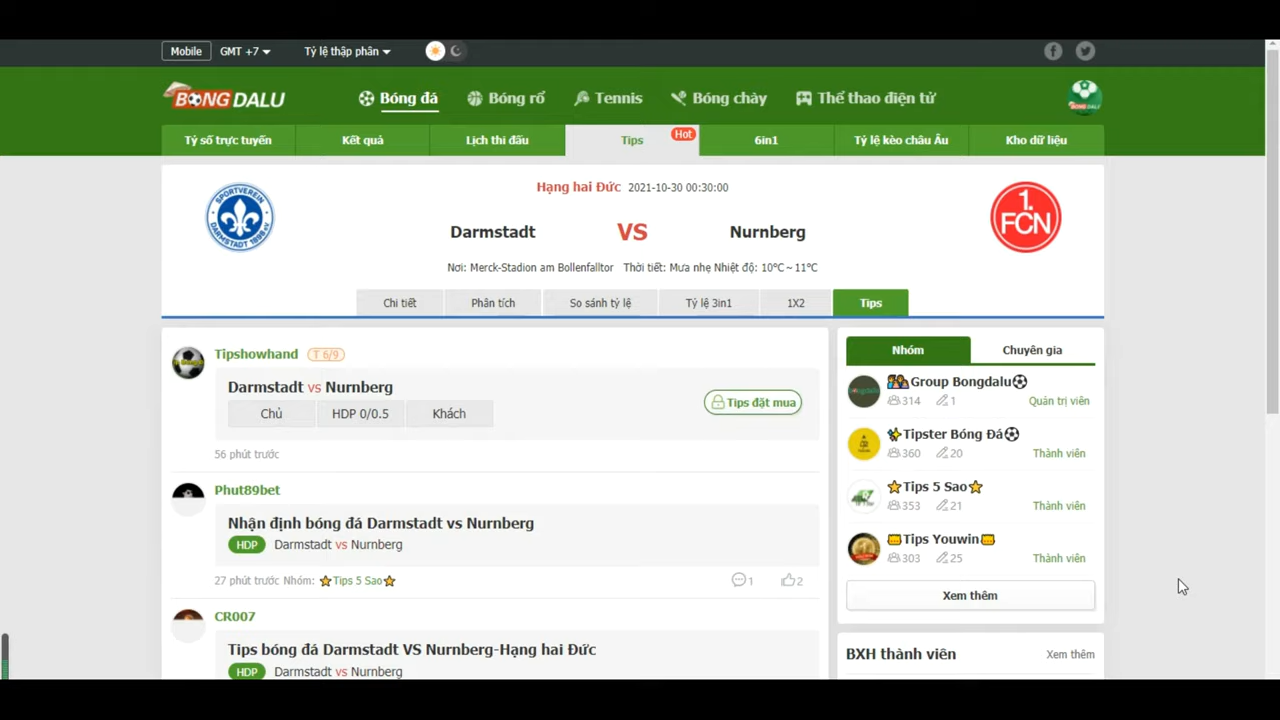 Mobile GMT +7 Tỷ lệ thập phân
BONGDALU Bóng đá Bóng rổ Tennis Bóng chày Thể thao điện tử
Tỷ số trực tuyến Kết quả Lịch thi đấu Tips Hot 6in1 Tỷ lệ kèo châu Âu Kho dữ liệu
SPORTVEREIN DARMSTADT 1898 e.V
Hạng hai Đức 2021-10-30 00:30:00
1. FCN
Darmstadt VS Nurnberg
Nơi: Merck-Stadion am Bollenfalltor Thời tiết: Mưa nhẹ Nhiệt độ: 10℃~11℃
Chi tiết Phân tích So sánh tỷ lệ Tỷ lệ 3in1 1X2 Tips
Tipshowhand T 6/9
Darmstadt vs Nurnberg
Chủ HDP 0/0.5 Khách
Tips đặt mua
56 phút trước
Phut89bet
Nhận định bóng đá Darmstadt vs Nurnberg
HDP Darmstadt vs Nurnberg
27 phút trước Nhóm: ⭐Tips 5 Sao⭐ 1 2
CR007
Tips bóng đá Darmstadt VS Nurnberg-Hạng hai Đức
HDP Darmstadt vs Nurnberg
Nhóm Chuyên gia
Group Bongdalu⚽
314 1 Quản trị viên
Tipster Bóng Đá⚽
360 20 Thành viên
⭐Tips 5 Sao⭐
353 21 Thành viên
Tips Youwin
303 25 Thành viên
Xem thêm
BXH thành viên Xem thêm